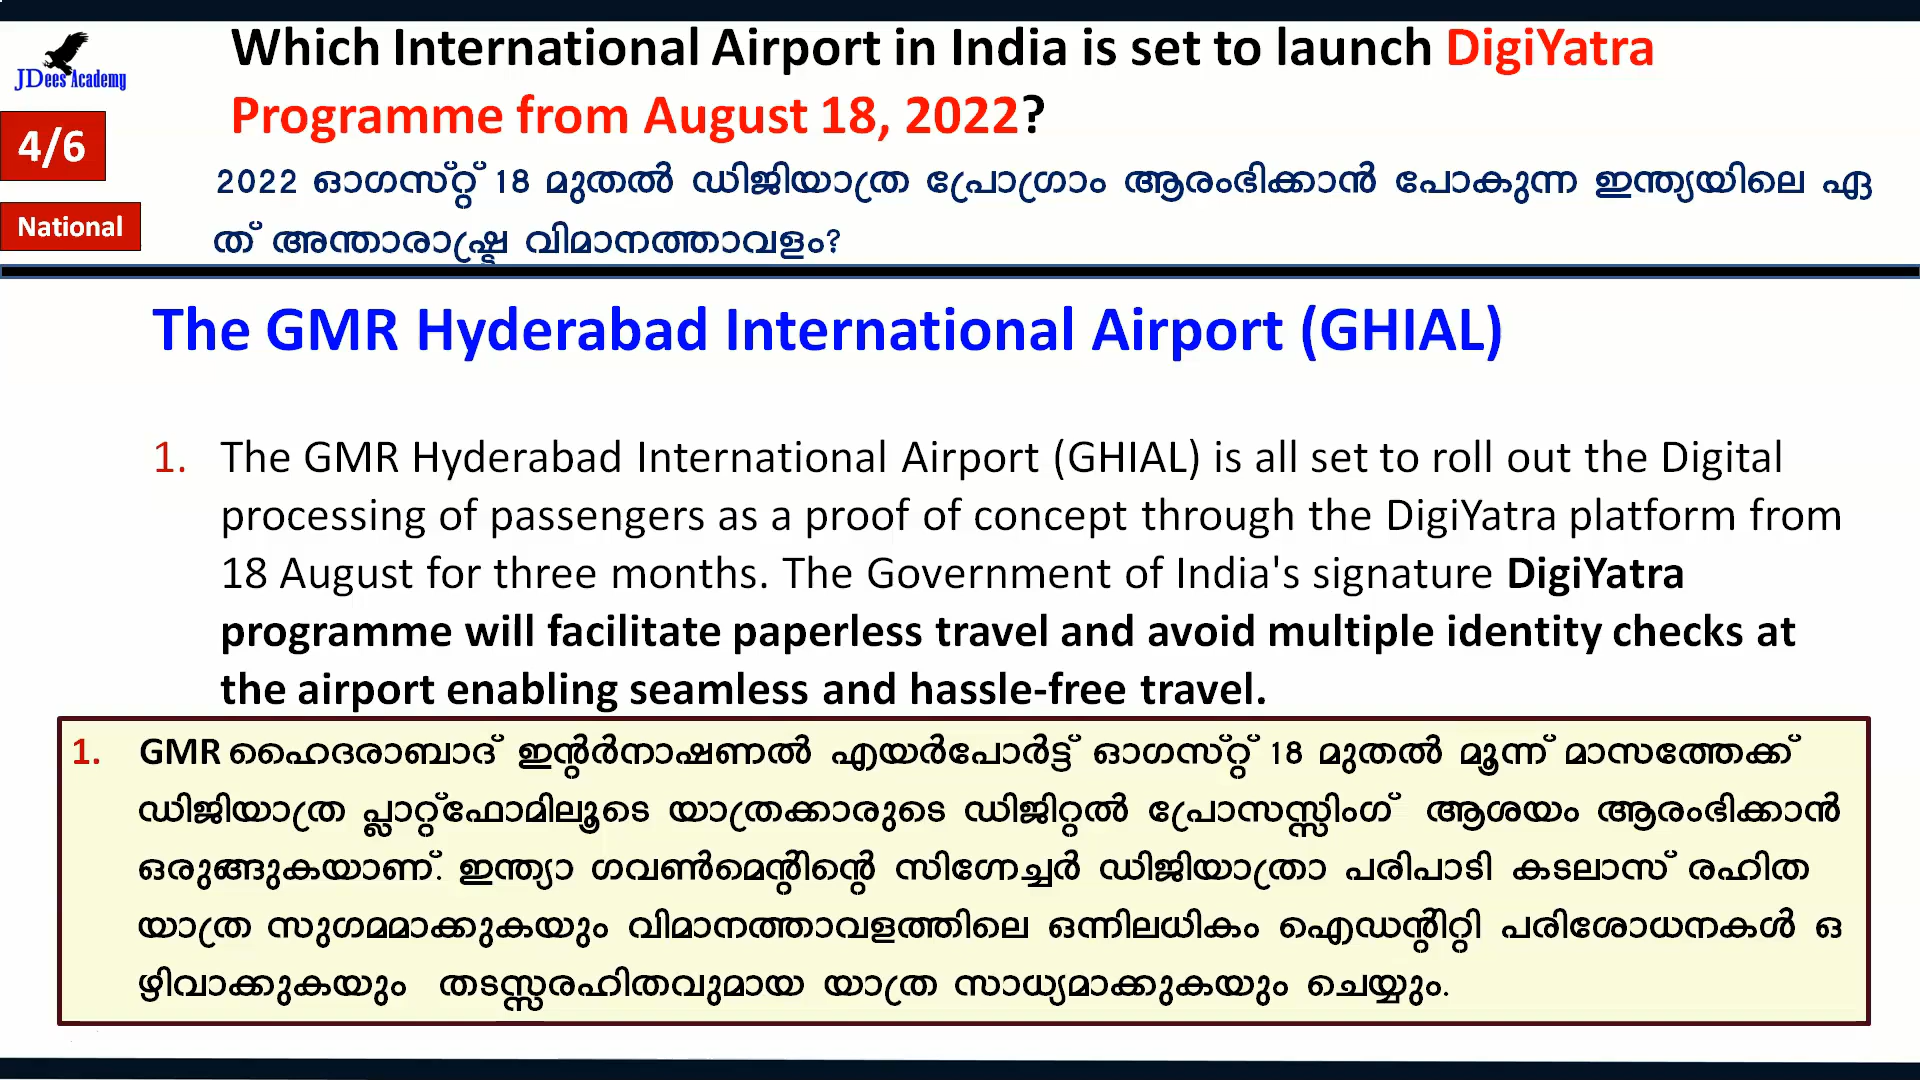 JDees Academy
Which International Airport in India is set to launch DigiYatra
Programme from August 18, 2022?
4/6
2022 ഓഗസ്റ്റ് 18 മുതൽ ഡിജിയാത്ര പ്രോഗ്രാം ആരംഭിക്കാൻ പോകുന്ന ഇന്ത്യയിലെ ഏ
National
ത് അന്താരാഷ്ട്ര വിമാനത്താവളം?
The GMR Hyderabad International Airport (GHIAL)
1. The GMR Hyderabad International Airport (GHIAL) is all set to roll out the Digital
processing of passengers as a proof of concept through the DigiYatra platform from
18 August for three months. The Government of India's signature DigiYatra
programme will facilitate paperless travel and avoid multiple identity checks at
the airport enabling seamless and hassle-free travel.
1. GMR ഹൈദരാബാദ് ഇന്റർനാഷണൽ എയർപോർട്ട് ഓഗസ്റ്റ് 18 മുതൽ മൂന്ന് മാസത്തേക്ക്
ഡിജിയാത്ര പ്ലാറ്റ്ഫോമിലൂടെ യാത്രക്കാരുടെ ഡിജിറ്റൽ പ്രോസസ്സിംഗ് ആശയം ആരംഭിക്കാൻ
ഒരുങ്ങുകയാണ്. ഇന്ത്യാ ഗവൺമെന്റിന്റെ സിഗ്നേച്ചർ ഡിജിയാത്രാ പരിപാടി കടലാസ് രഹിത
യാത്ര സുഗമമാക്കുകയും വിമാനത്താവളത്തിലെ ഒന്നിലധികം ഐഡന്റിറ്റി പരിശോധനകൾ ഒ
ഴിവാക്കുകയും തടസ്സരഹിതവുമായ യാത്ര സാധ്യമാക്കുകയും ചെയ്യും.